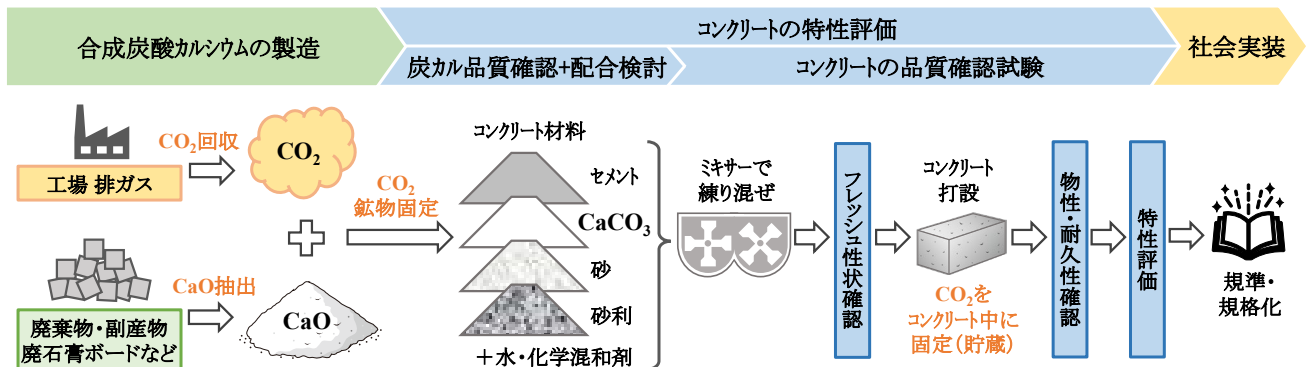 合成炭酸カルシウムの製造
コンクリートの特性評価
炭カル品質確認+配合検討
コンクリートの品質確認試験
社会実装
CO2回収
工場 排ガス
CO2
廃棄物・副産物
廃石膏ボードなど
CaO抽出
CaO
CO2
鉱物固定
コンクリート材料
セメント
CaCO3
砂
砂利
＋水・化学混和剤
ミキサーで
練り混ぜ
フレッシュ性状確認
コンクリート
打設
CO2を
コンクリート中に
固定（貯蔵）
物性・耐久性確認
特性評価
規準・
規格化